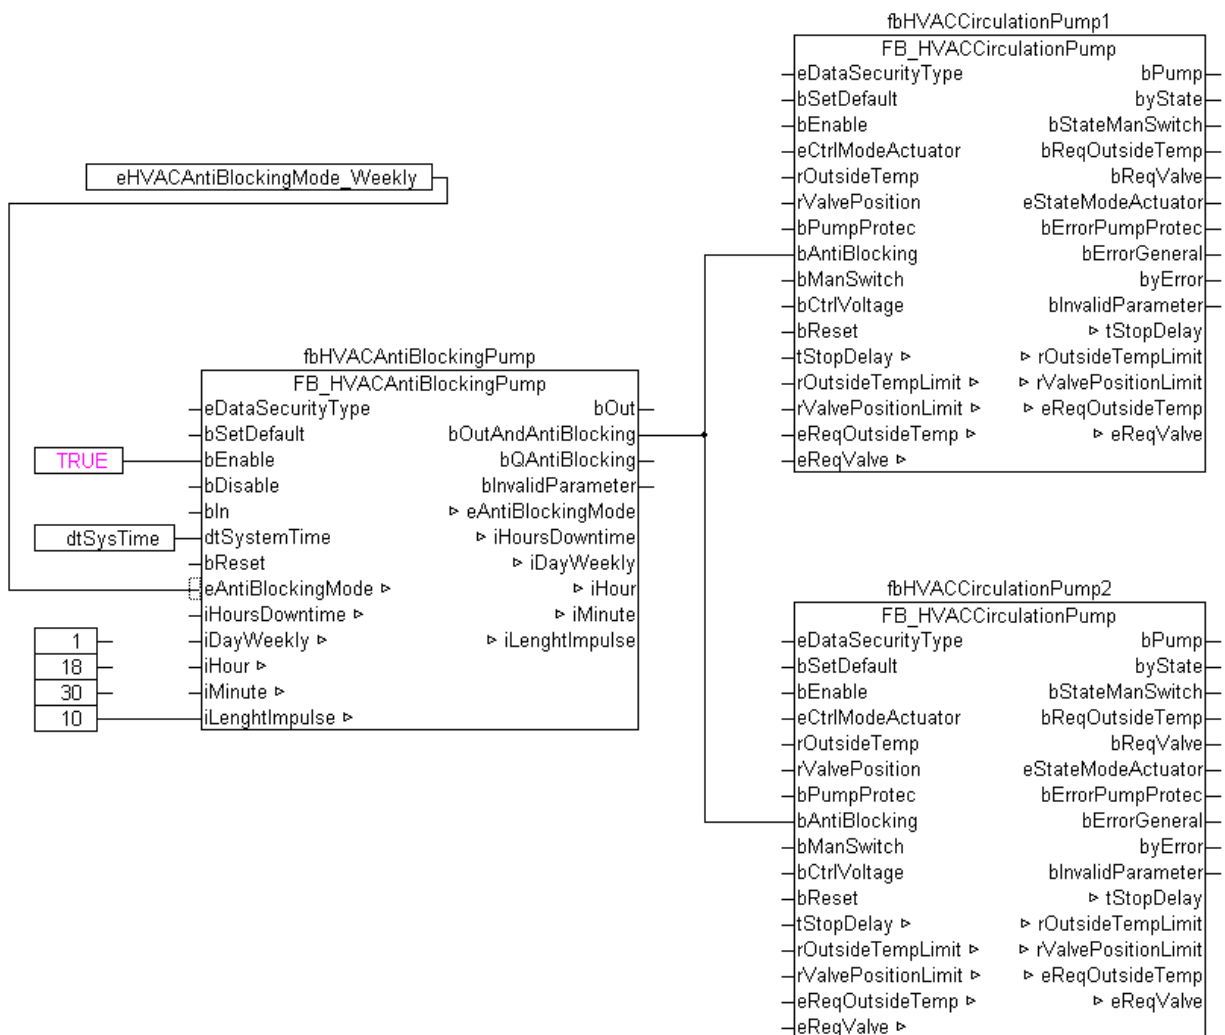 fbHVACCirculationPump1
FB_HVACCirculationPump
eDataSecurityType bPump
bSetDefault byState
bEnable bStateManSwitch
eCtrlModeActuator bReqOutsideTemp
rOutsideTemp bReqValve
rValvePosition eStateModeActuator
bPumpProtec bErrorPumpProtec
bAntiBlocking bErrorGeneral
bManSwitch byError
bCtrlVoltage bInvalidParameter
bReset tStopDelay
tStopDelay rOutsideTempLimit
rOutsideTempLimit rValvePositionLimit
rValvePositionLimit eReqOutsideTemp
eReqOutsideTemp eReqValve
eReqValve
eHVACAntiBlockingMode_Weekly
fbHVACAntiBlockingPump
FB_HVACAntiBlockingPump
eDataSecurityType bOut
bSetDefault bOutAndAntiBlocking
TRUE bEnable bQAntiBlocking
bDisable bInvalidParameter
bIn eAntiBlockingMode
dtSysTime dtSystemTime iHoursDowntime
bReset iDayWeekly
eAntiBlockingMode iHour
iHoursDowntime iMinute
1 iDayWeekly iLenghtImpulse
18 iHour
30 iMinute
10 iLenghtImpulse
fbHVACCirculationPump2
FB_HVACCirculationPump
eDataSecurityType bPump
bSetDefault byState
bEnable bStateManSwitch
eCtrlModeActuator bReqOutsideTemp
rOutsideTemp bReqValve
rValvePosition eStateModeActuator
bPumpProtec bErrorPumpProtec
bAntiBlocking bErrorGeneral
bManSwitch byError
bCtrlVoltage bInvalidParameter
bReset tStopDelay
tStopDelay rOutsideTempLimit
rOutsideTempLimit rValvePositionLimit
rValvePositionLimit eReqOutsideTemp
eReqOutsideTemp eReqValve
eReqValve